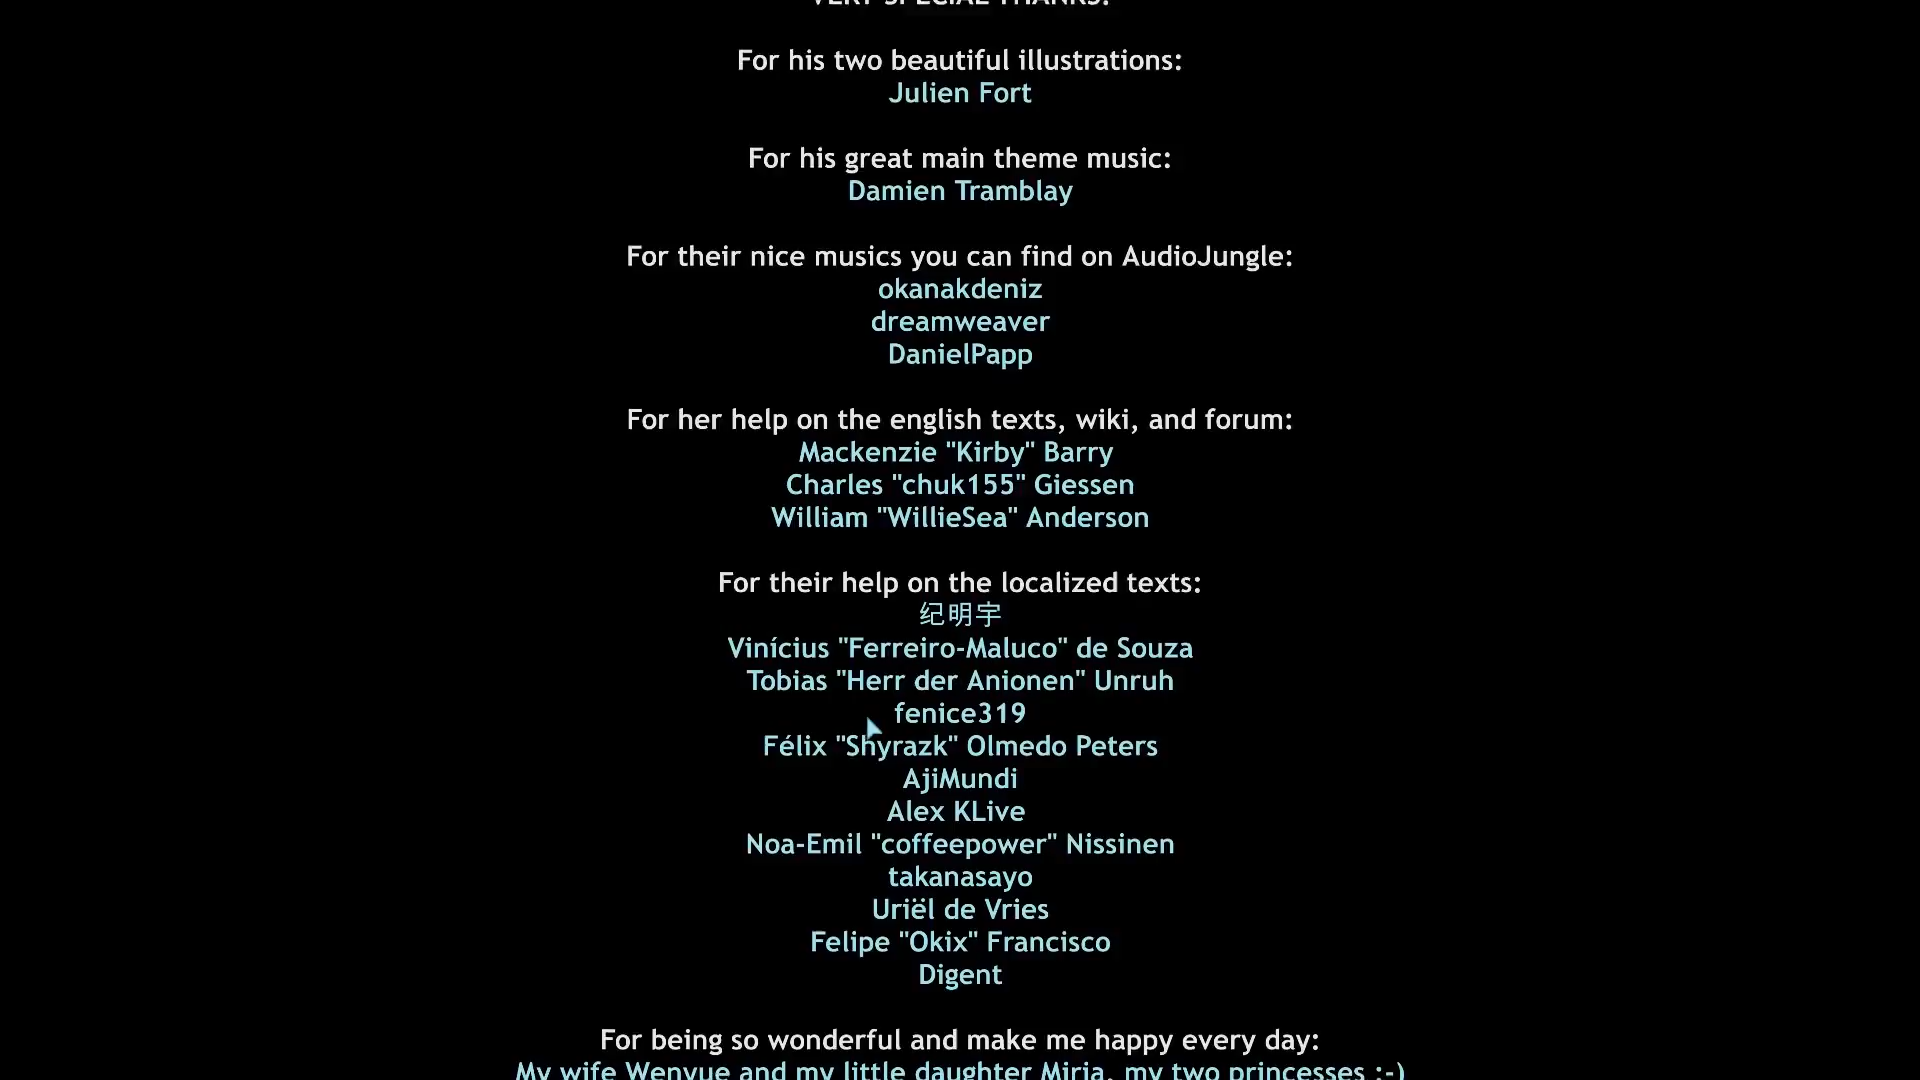 VERY SPECIAL THANKS:
For his two beautiful illustrations:
Julien Fort
For his great main theme music:
Damien Tramblay
For their nice musics you can find on AudioJungle:
okanakdeniz
dreamweaver
DanielPapp
For her help on the english texts, wiki, and forum:
Mackenzie "Kirby" Barry
Charles "chuk155" Giessen
William "WillieSea" Anderson
For their help on the localized texts:
纪明宇
Vinícius "Ferreiro-Maluco" de Souza
Tobias "Herr der Anionen" Unruh
fenice319
Félix "Shyrazk" Olmedo Peters
AjiMundi
Alex KLive
Noa-Emil "coffeepower" Nissinen
takanasayo
Uriël de Vries
Felipe "Okix" Francisco
Digent
For being so wonderful and make me happy every day:
My wife Wenyue and my little daughter Miria, my two princesses :-)